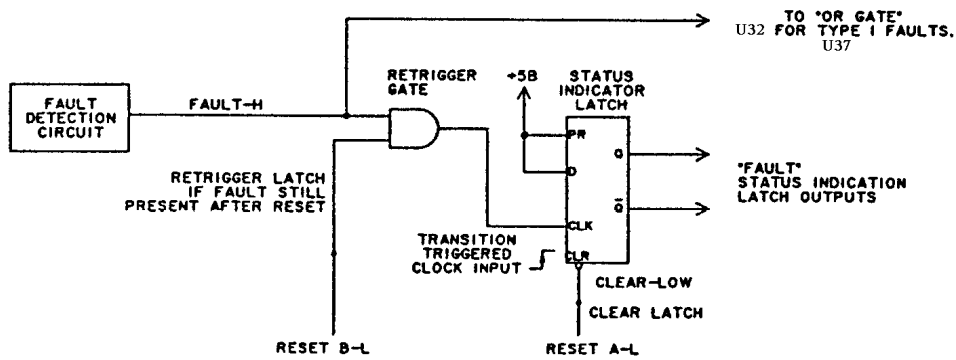 TO "OR GATE"
U32 FOR TYPE I FAULTS.
U37
RETRIGGER
GATE
+5B
STATUS
INDICATOR
LATCH
FAULT
DETECTION
CIRCUIT
FAULT-H
PR
D
Q
Q̅
CLK
CLR
"FAULT"
STATUS INDICATION
LATCH OUTPUTS
RETRIGGER LATCH
IF FAULT STILL
PRESENT AFTER RESET
TRANSITION
TRIGGERED
CLOCK INPUT
CLEAR-LOW
CLEAR LATCH
RESET B-L
RESET A-L